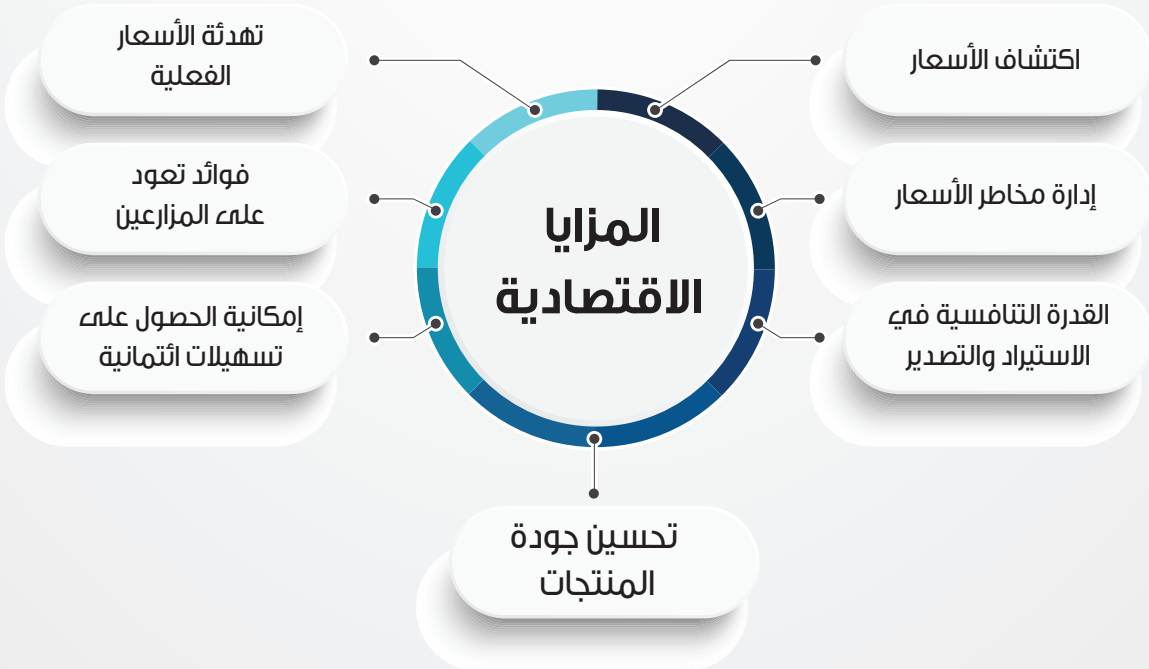 المزايا
الاقتصادية
اكتشاف الأسعار
إدارة مخاطر الأسعار
القدرة التنافسية في
الاستيراد والتصدير
تحسين جودة
المنتجات
إمكانية الحصول على
تسهيلات ائتمانية
فوائد تعود
على المزارعين
تهدئة الأسعار
الفعلية